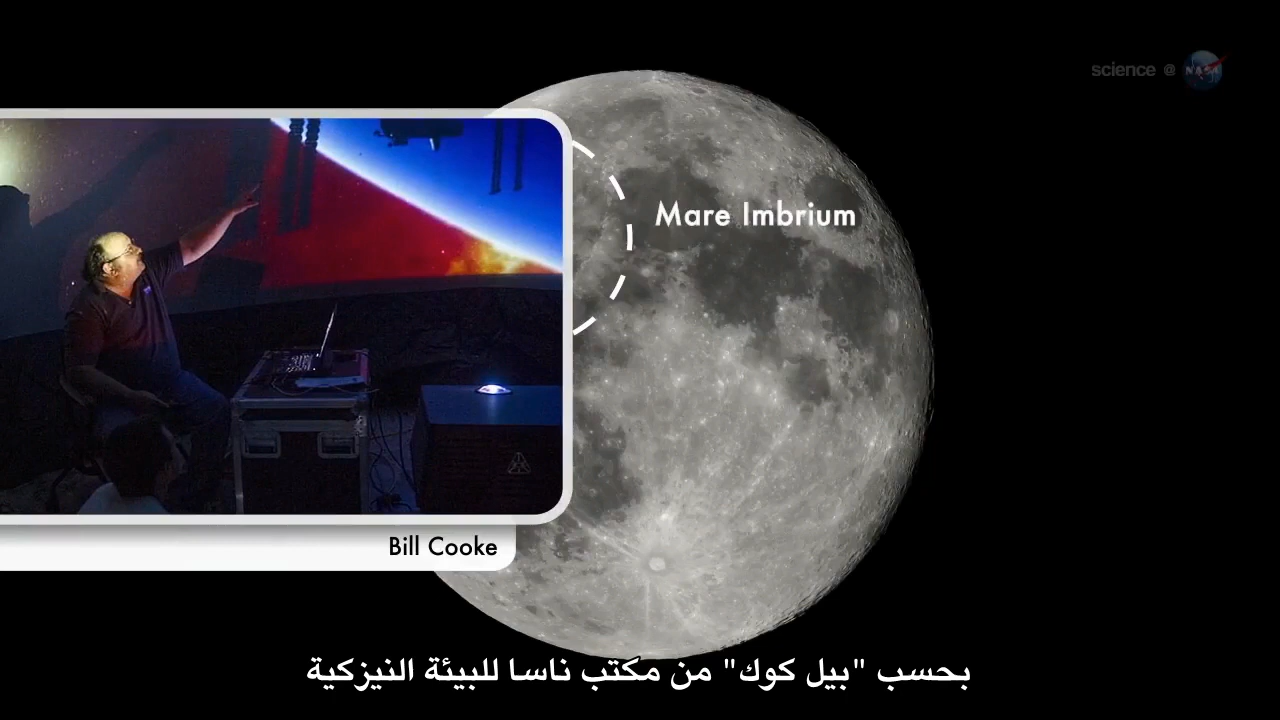 science @ NASA
Mare Imbrium
Bill Cooke
بحسب "بيل كوك" من مكتب ناسا للبيئة النيزكية